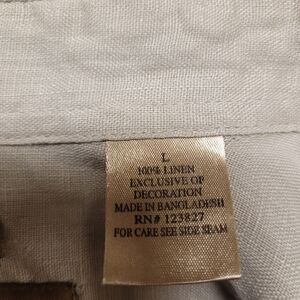 L
100% LINEN
EXCLUSIVE OF
DECORATION
MADE IN BANGLADESH
RN# 123827
FOR CARE SEE SIDE SEAM